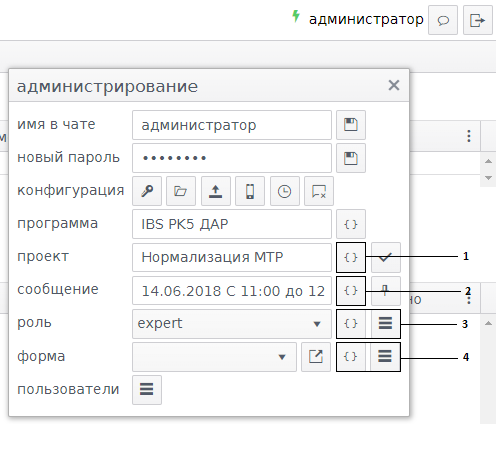 администратор
администрирование
м
имя в чате администратор
новый пароль ••••••••
конфигурация
программа IBS РК5 ДАР {}
проект Нормализация МТР {} 1
сообщение 14.06.2018 С 11:00 до 12 {} 2
но
роль expert {} 3
форма {} 4
пользователи